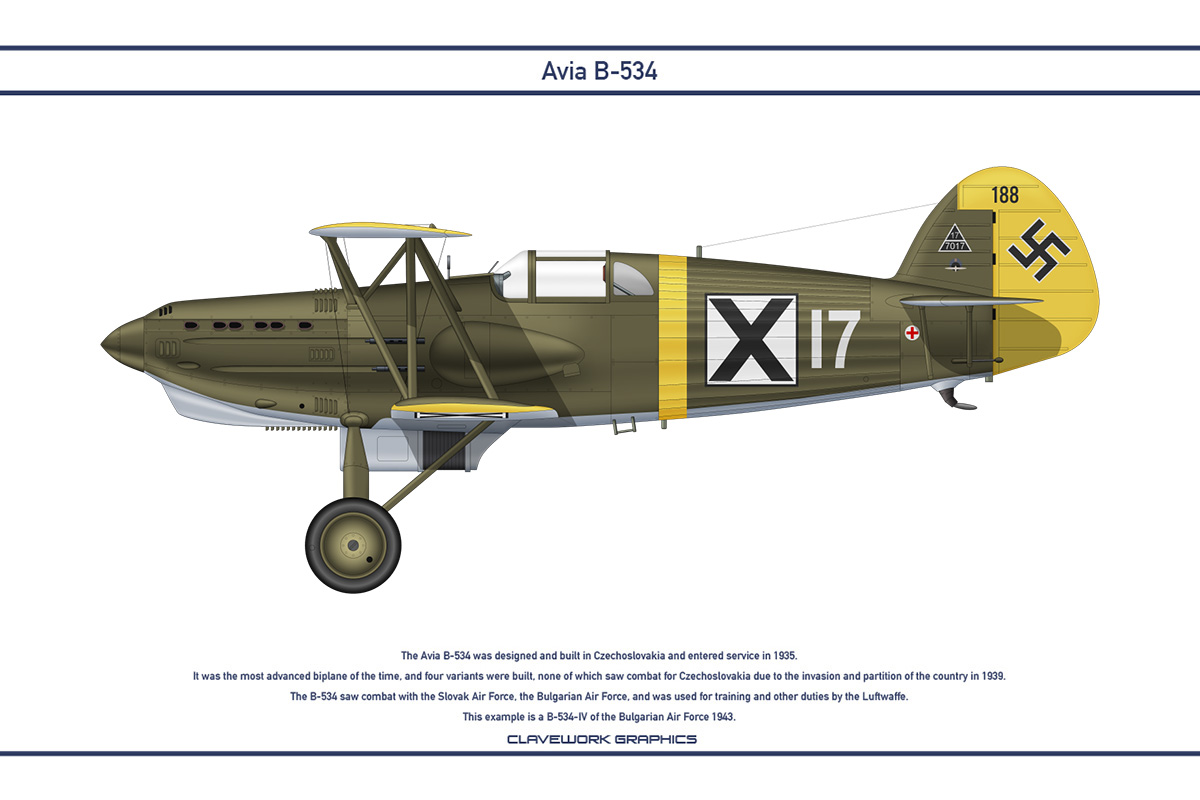 Avia B-534
188
17
7017
17
The Avia B-534 was designed and built in Czechoslovakia and entered service in 1935.
It was the most advanced biplane of the time, and four variants were built, none of which saw combat for Czechoslovakia due to the invasion and partition of the country in 1939.
The B-534 saw combat with the Slovak Air Force, the Bulgarian Air Force, and was used for training and other duties by the Luftwaffe.
This example is a B-534-IV of the Bulgarian Air Force 1943.
CLAVEWORK GRAPHICS